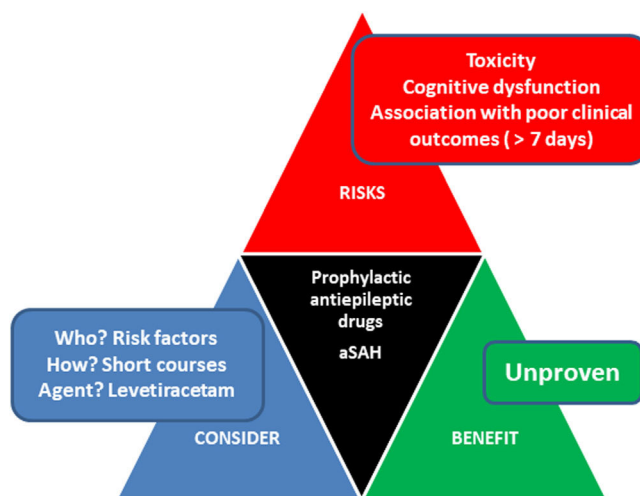 Toxicity
Cognitive dysfunction
Association with poor clinical
outcomes ( > 7 days)
RISKS
Prophylactic
antiepileptic
drugs
aSAH
Who? Risk factors
How? Short courses
Agent? Levetiracetam
CONSIDER
Unproven
BENEFIT